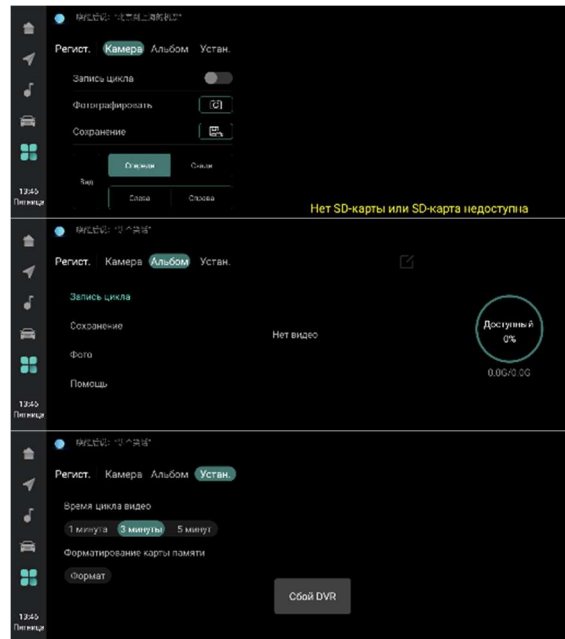 Регист. Камера Альбом Устан.
Запись цикла
Фотографировать
Сохранение
Спереди Сзади
Вид
Слева Справа
13:45
Пятница
Нет SD-карты или SD-карта недоступна
Регист. Камера Альбом Устан.
Запись цикла
Сохранение
Доступный
Нет видео
0%
Фото
0.0G/0.0G
Помощь
13:45
Пятница
Регист. Камера Альбом Устан.
Время цикла видео
1 минута 3 минуты 5 минут
Форматирование карты памяти
Формат
Сбой DVR
13:45
Пятница